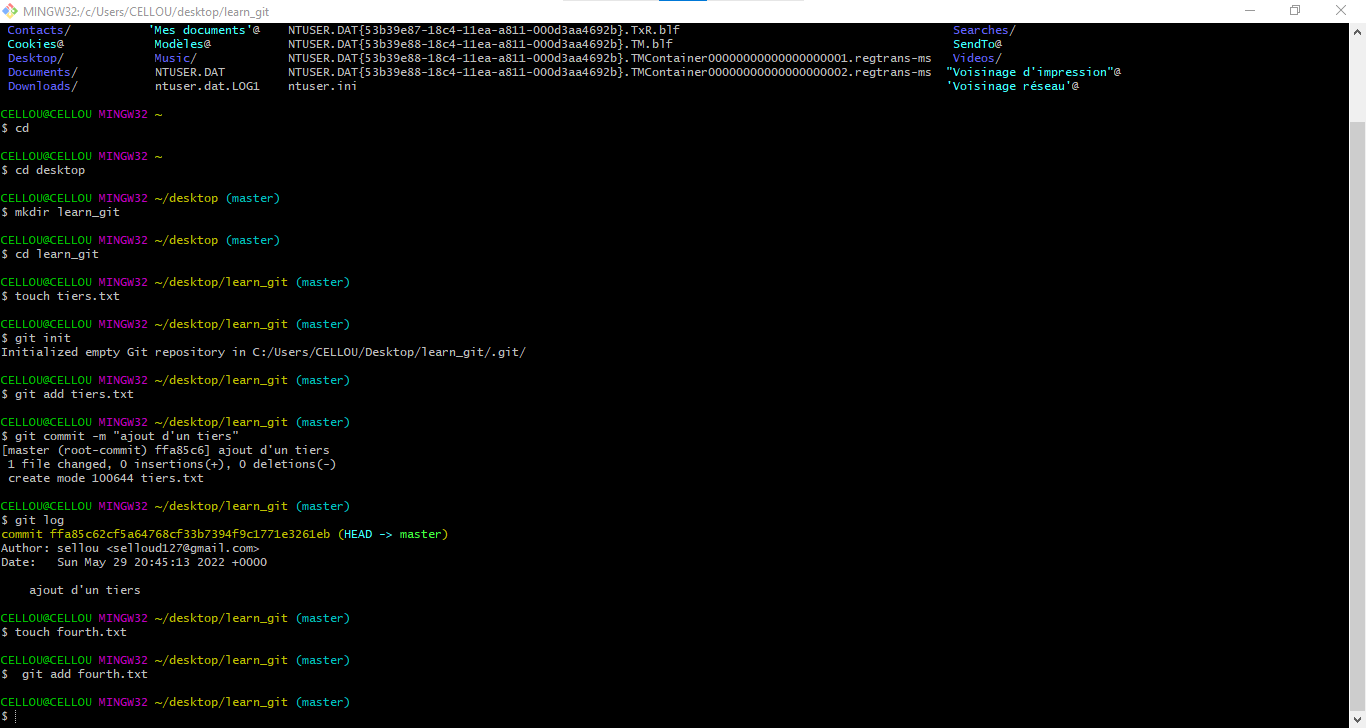 MINGW32:/c/Users/CELLOU/desktop/learn_git
Contacts/ 'Mes documents'@ NTUSER.DAT{53b39e87-18c4-11ea-a811-000d3aa4692b}.TxR.blf Searches/
Cookies@ Modèles@ NTUSER.DAT{53b39e88-18c4-11ea-a811-000d3aa4692b}.TM.blf SendTo@
Desktop/ Music/ NTUSER.DAT{53b39e88-18c4-11ea-a811-000d3aa4692b}.TMContainer00000000000000000001.regtrans-ms Videos/
Documents/ NTUSER.DAT NTUSER.DAT{53b39e88-18c4-11ea-a811-000d3aa4692b}.TMContainer00000000000000000002.regtrans-ms "Voisinage d'impression"@
Downloads/ ntuser.dat.LOG1 ntuser.ini 'Voisinage réseau'@
CELLOU@CELLOU MINGW32 ~
$ cd
CELLOU@CELLOU MINGW32 ~
$ cd desktop
CELLOU@CELLOU MINGW32 ~/desktop (master)
$ mkdir learn_git
CELLOU@CELLOU MINGW32 ~/desktop (master)
$ cd learn_git
CELLOU@CELLOU MINGW32 ~/desktop/learn_git (master)
$ touch tiers.txt
CELLOU@CELLOU MINGW32 ~/desktop/learn_git (master)
$ git init
Initialized empty Git repository in C:/Users/CELLOU/Desktop/learn_git/.git/
CELLOU@CELLOU MINGW32 ~/desktop/learn_git (master)
$ git add tiers.txt
CELLOU@CELLOU MINGW32 ~/desktop/learn_git (master)
$ git commit -m "ajout d'un tiers"
[master (root-commit) ffa85c6] ajout d'un tiers
1 file changed, 0 insertions(+), 0 deletions(-)
create mode 100644 tiers.txt
CELLOU@CELLOU MINGW32 ~/desktop/learn_git (master)
$ git log
commit ffa85c62cf5a64768cf33b7394f9c1771e3261eb (HEAD -> master)
Author: sellou <selloud127@gmail.com>
Date: Sun May 29 20:45:13 2022 +0000
ajout d'un tiers
CELLOU@CELLOU MINGW32 ~/desktop/learn_git (master)
$ touch fourth.txt
CELLOU@CELLOU MINGW32 ~/desktop/learn_git (master)
$ git add fourth.txt
CELLOU@CELLOU MINGW32 ~/desktop/learn_git (master)
$